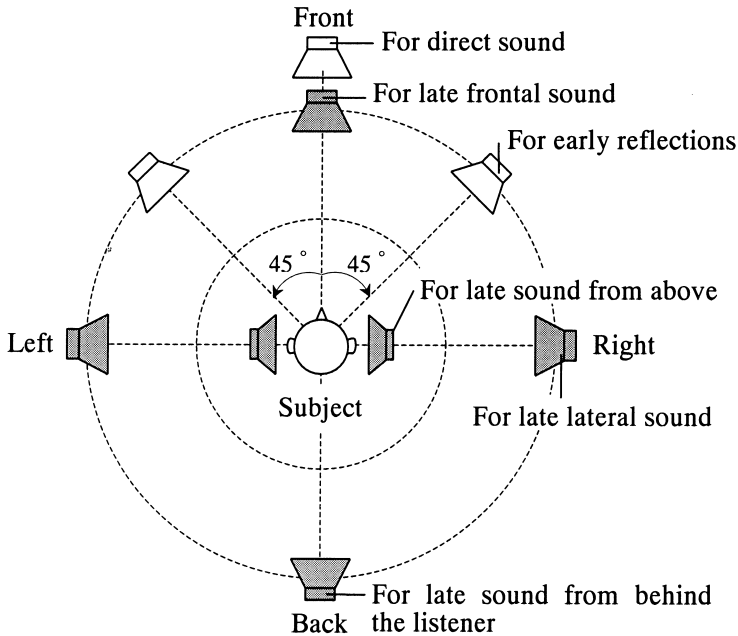 Front
For direct sound
For late frontal sound
For early reflections
45° 45°
For late sound from above
Left
Right
Subject
For late lateral sound
For late sound from behind
the listener
Back